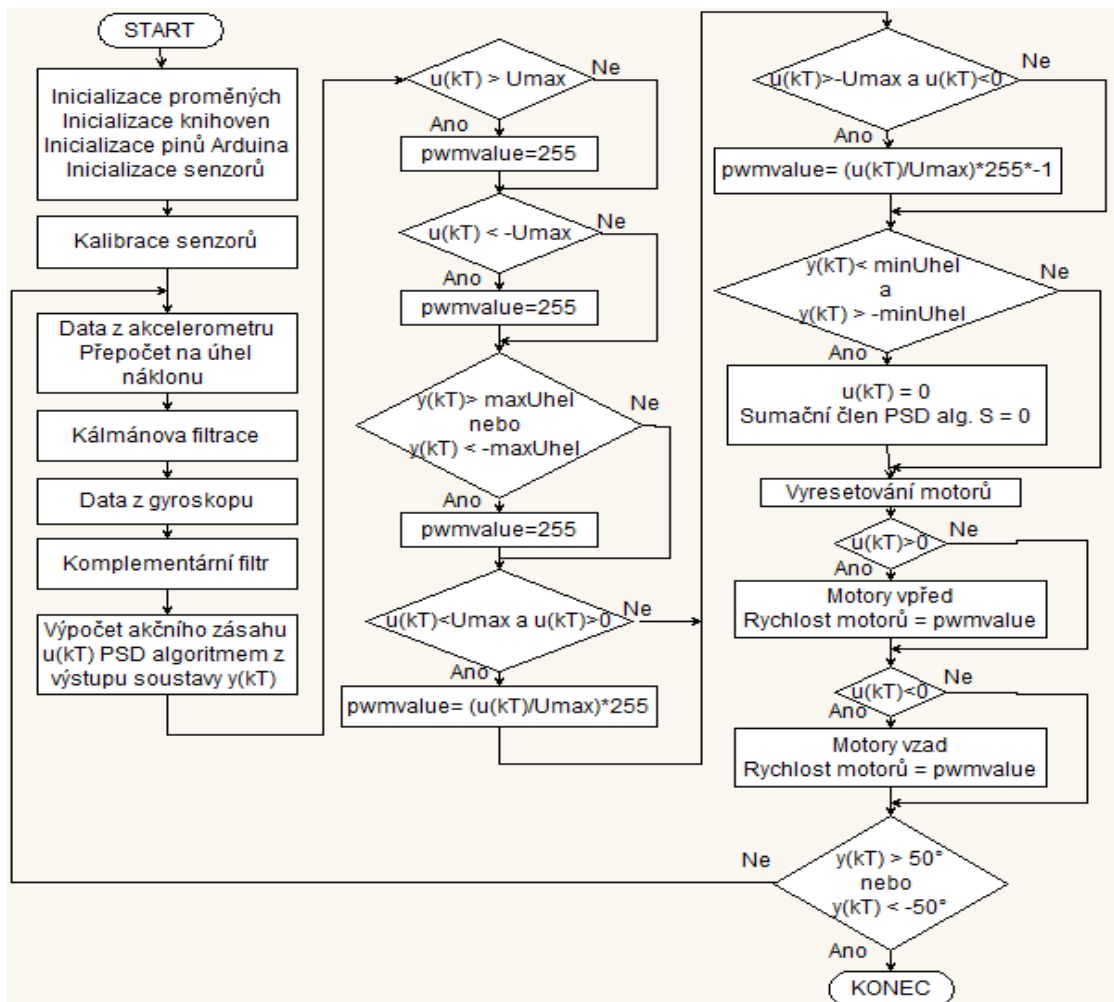 START
Inicializace proměných
Inicializace knihoven
Inicializace pinů Arduina
Inicializace senzorů
Kalibrace senzorů
Data z akcelerometru
Přepočet na úhel
náklonu
Kálmánova filtrace
Data z gyroskopu
Komplementární filtr
Výpočet akčního zásahu
u(kT) PSD algoritmem z
výstupu soustavy y(kT)
u(kT) > Umax
Ne
Ano
pwmvalue=255
u(kT) < -Umax
Ne
Ano
pwmvalue=255
y(kT)> maxUhel
nebo
y(kT) < -maxUhel
Ne
Ano
pwmvalue=255
u(kT)<Umax a u(kT)>0
Ne
Ano
pwmvalue= (u(kT)/Umax)*255
u(kT)>-Umax a u(kT)<0
Ne
Ano
pwmvalue= (u(kT)/Umax)*255*-1
y(kT)< minUhel
a
y(kT) > -minUhel
Ne
Ano
u(kT) = 0
Sumační člen PSD alg. S = 0
Vyresetování motorů
u(kT)>0
Ne
Ano
Motory vpřed
Rychlost motorů = pwmvalue
u(kT)<0
Ne
Ano
Motory vzad
Rychlost motorů = pwmvalue
y(kT) > 50°
nebo
y(kT) < -50°
Ne
Ano
KONEC